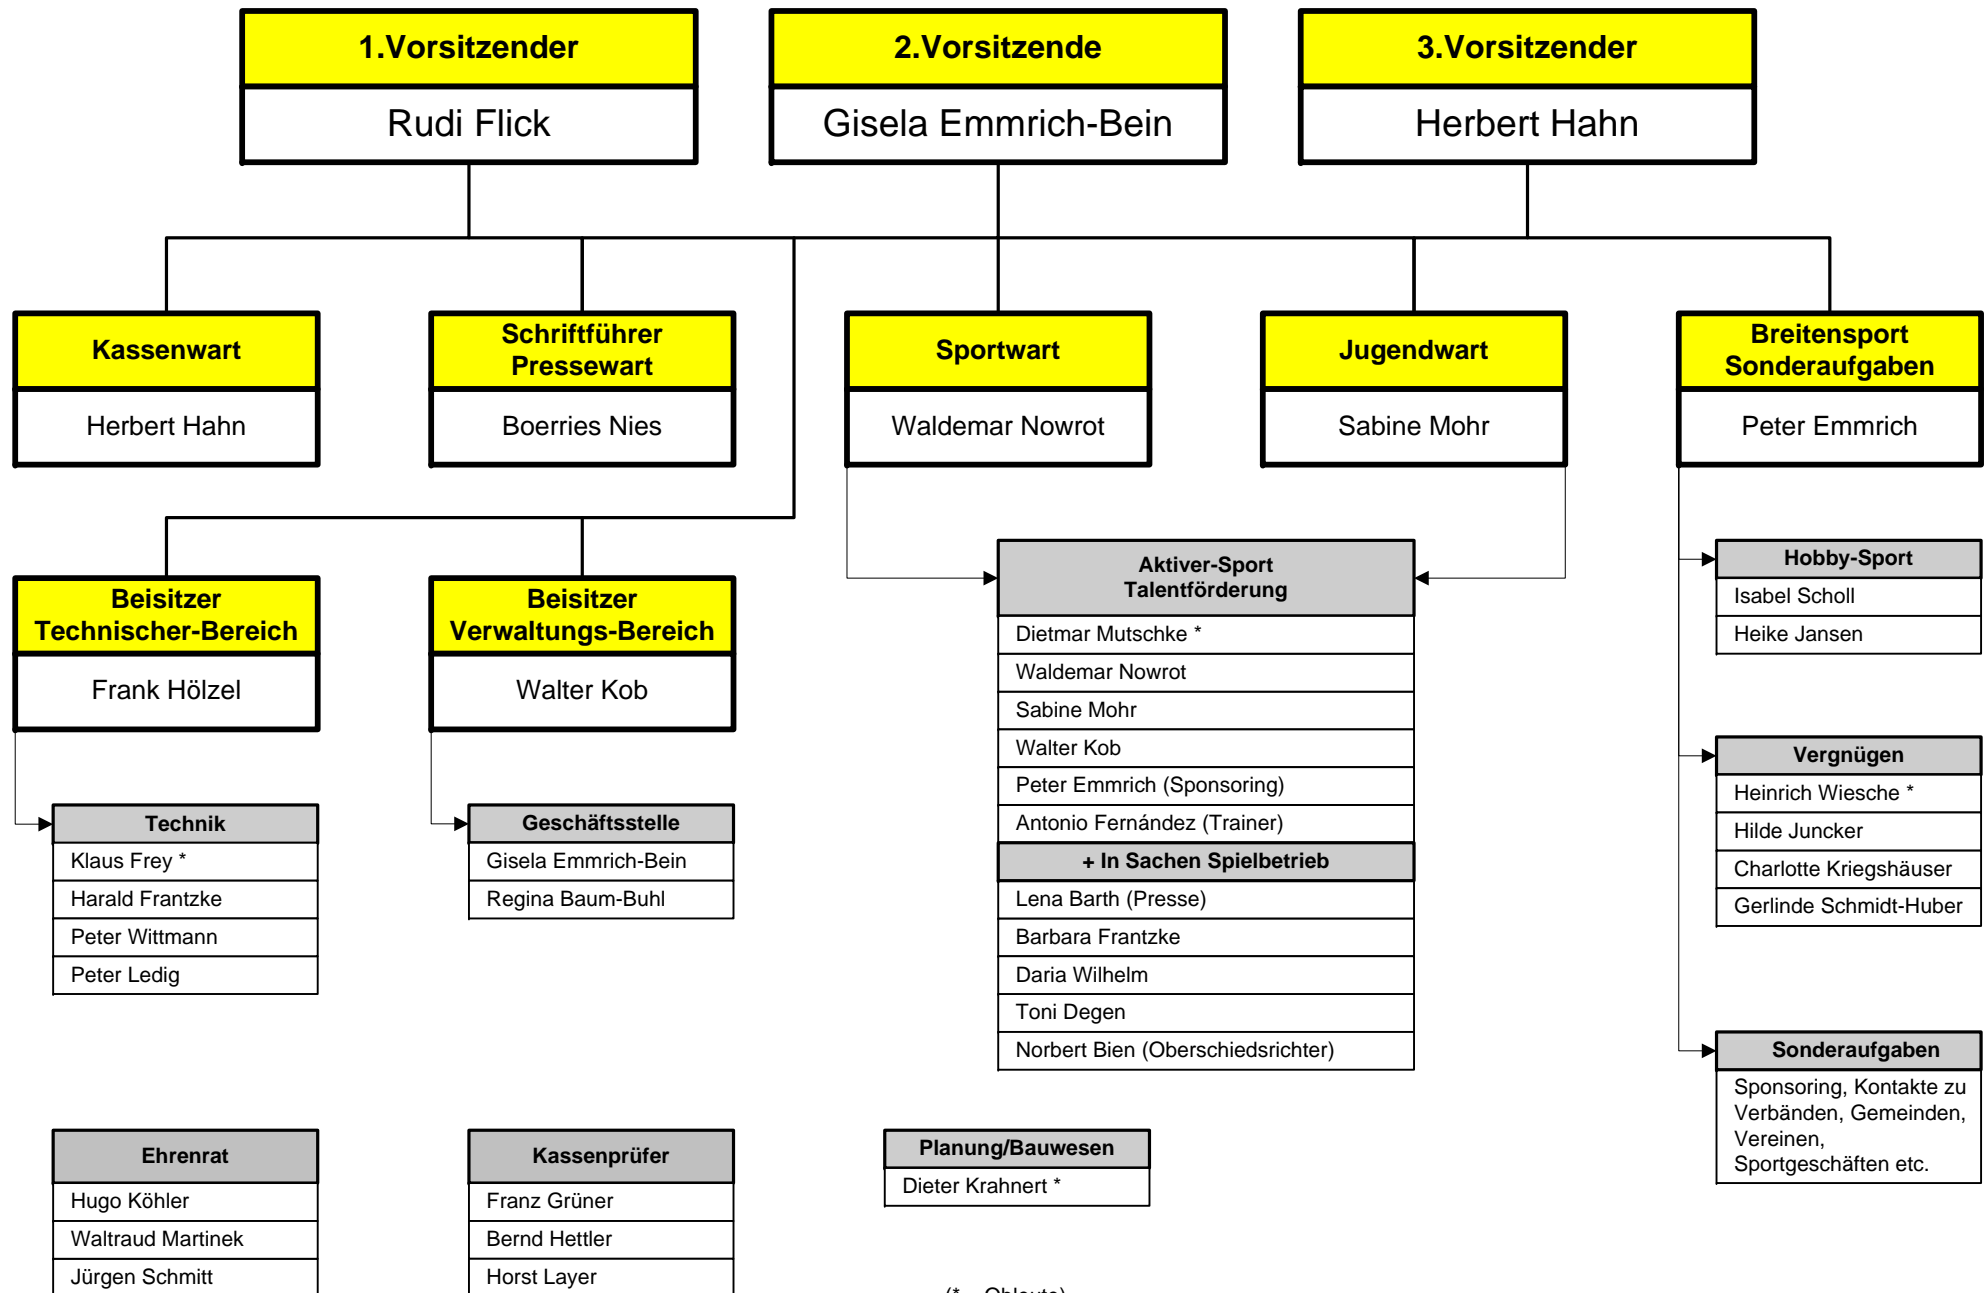 1.Vorsitzender
Rudi Flick
2.Vorsitzende
Gisela Emmrich-Bein
3.Vorsitzender
Herbert Hahn
Kassenwart
Herbert Hahn
Schriftführer
Pressewart
Boerries Nies
Sportwart
Waldemar Nowrot
Jugendwart
Sabine Mohr
Breitensport
Sonderaufgaben
Peter Emmrich
Beisitzer
Technischer-Bereich
Frank Hölzel
Beisitzer
Verwaltungs-Bereich
Walter Kob
Technik
Klaus Frey *
Harald Frantzke
Peter Wittmann
Peter Ledig
Geschäftsstelle
Gisela Emmrich-Bein
Regina Baum-Buhl
Aktiver-Sport
Talentförderung
Dietmar Mutschke *
Waldemar Nowrot
Sabine Mohr
Walter Kob
Peter Emmrich (Sponsoring)
Antonio Fernández (Trainer)
+ In Sachen Spielbetrieb
Lena Barth (Presse)
Barbara Frantzke
Daria Wilhelm
Toni Degen
Norbert Bien (Oberschiedsrichter)
Hobby-Sport
Isabel Scholl
Heike Jansen
Vergnügen
Heinrich Wiesche *
Hilde Juncker
Charlotte Kriegshäuser
Gerlinde Schmidt-Huber
Sonderaufgaben
Sponsoring, Kontakte zu
Verbänden, Gemeinden,
Vereinen,
Sportgeschäften etc.
Ehrenrat
Hugo Köhler
Waltraud Martinek
Jürgen Schmitt
Kassenprüfer
Franz Grüner
Bernd Hettler
Horst Layer
Planung/Bauwesen
Dieter Krahnert *